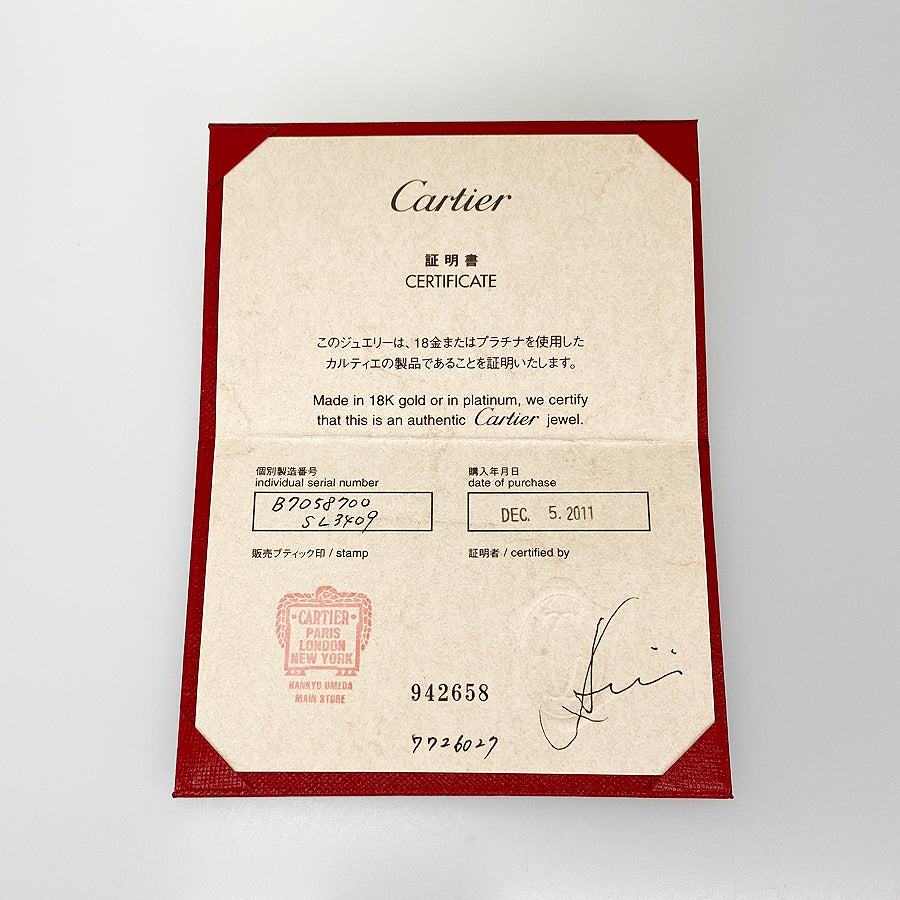 Cartier
証明書
CERTIFICATE
このジュエリーは、18金またはプラチナを使用した
カルティエの製品であることを証明いたします。
Made in 18K gold or in platinum, we certify
that this is an authentic Cartier jewel.
個別製造番号
individual serial number
B7058700
SL3409
購入年月日
date of purchase
DEC. 5. 2011
販売ブティック印 / stamp
証明者 / certified by
·CARTIER·
PARIS
LONDON
NEW YORK
HANKYU UMEDA
MAIN STORE
942658
7726027